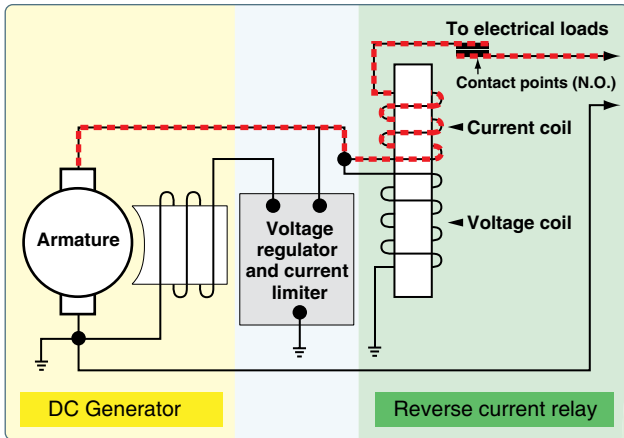 To electrical loads
Contact points (N.O.)
Current coil
Armature
Voltage
regulator
and current
limiter
Voltage coil
DC Generator
Reverse current relay